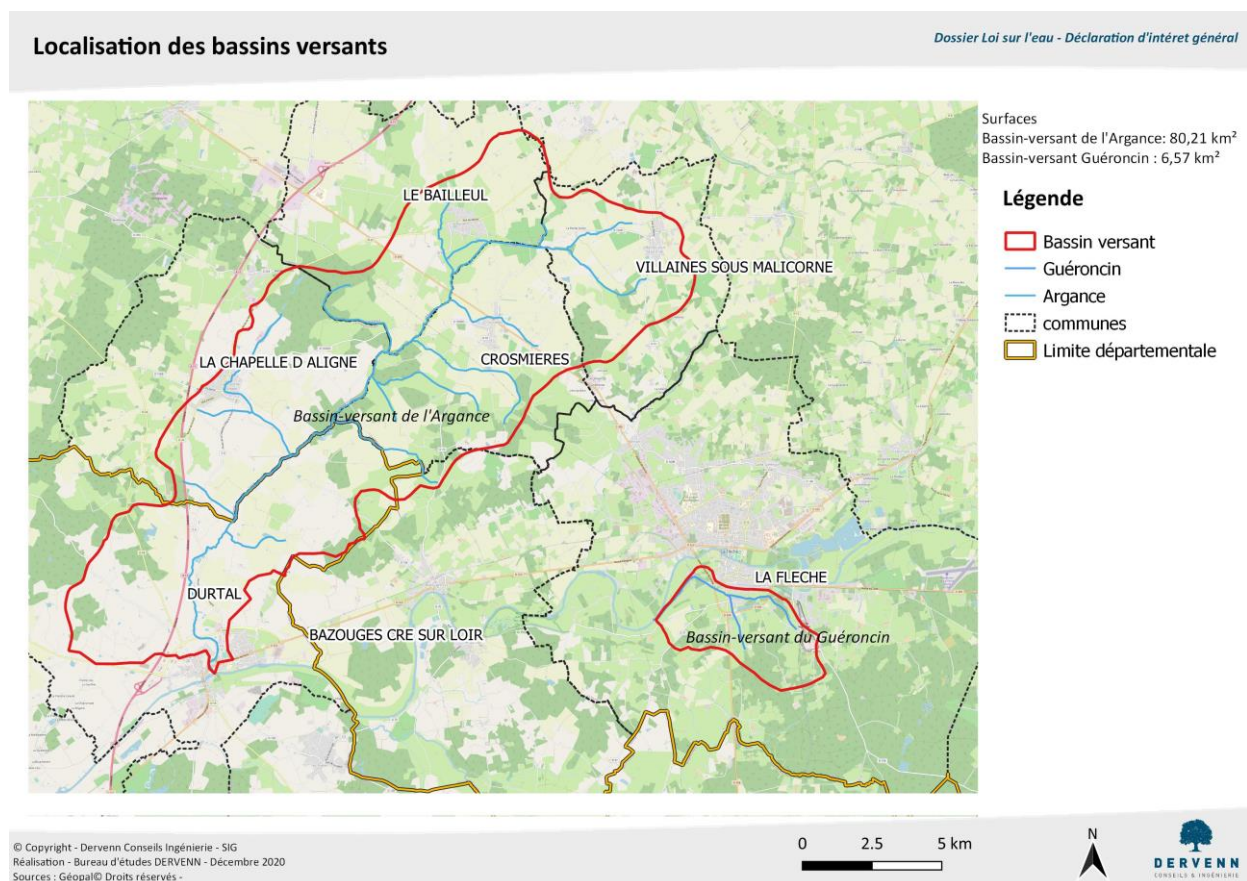 Localisation des bassins versants
Dossier Loi sur l'eau - Déclaration d'intéret général
Surfaces
Bassin-versant de l'Argance: 80,21 km²
Bassin-versant Guéroncin : 6,57 km²
Légende
Bassin versant
Guéroncin
Argance
communes
Limite départementale
LE BAILLEUL
VILLAINES SOUS MALICORNE
LA CHAPELLE D ALIGNE
CROSMIERES
Bassin-versant de l'Argance
DURTAL
LA FLECHE
BAZOUGES CRE SUR LOIR
Bassin-versant du Guéroncin
© Copyright - Dervenn Conseils Ingénierie - SIG
Réalisation - Bureau d'études DERVENN - Décembre 2020
Sources : Géopal© Droits réservés -
0 2.5 5 km
N
DERVENN
CONSEILS & INGÉNIERIE